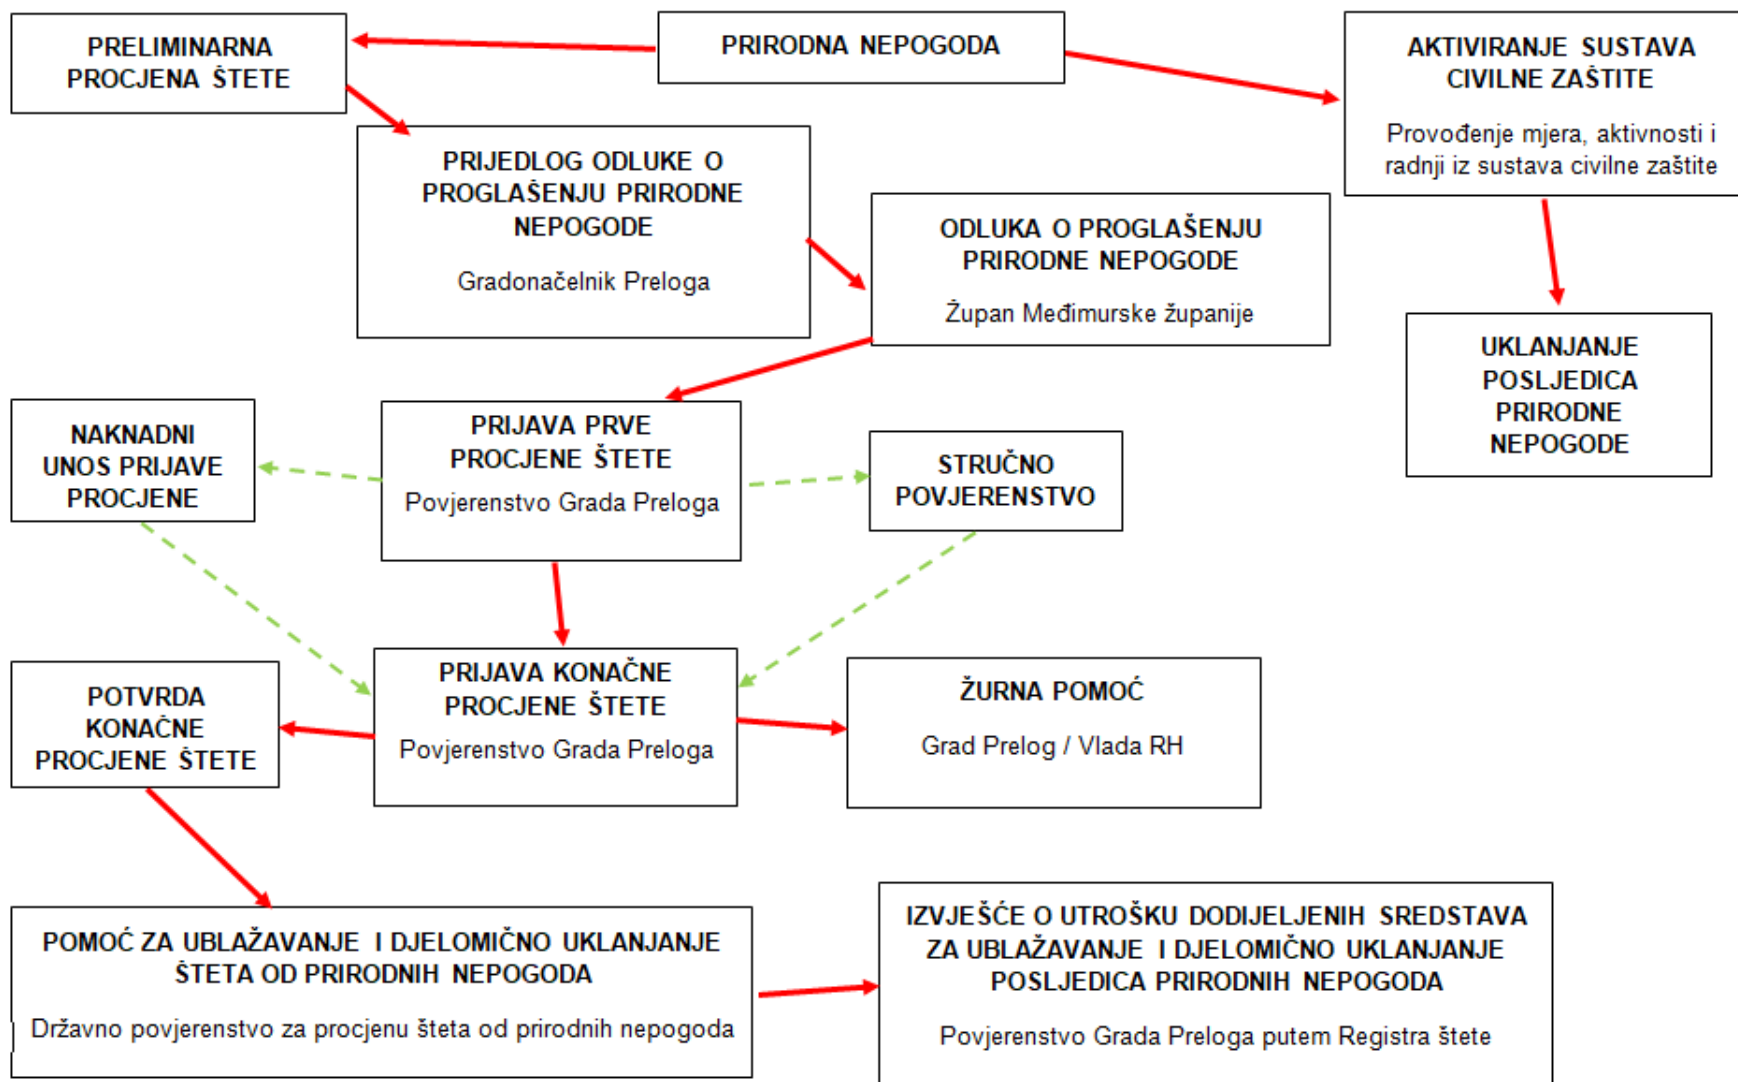 PRELIMINARNA
PROCJENA ŠTETE
PRIRODNA NEPOGODA
AKTIVIRANJE SUSTAVA
CIVILNE ZAŠTITE
Provođenje mjera, aktivnosti i
radnji iz sustava civilne zaštite
PRIJEDLOG ODLUKE O
PROGLAŠENJU PRIRODNE
NEPOGODE
Gradonačelnik Preloga
ODLUKA O PROGLAŠENJU
PRIRODNE NEPOGODE
Župan Međimurske županije
UKLANJANJE
POSLJEDICA
PRIRODNE
NEPOGODE
NAKNADNI
UNOS PRIJAVE
PROCJENE
PRIJAVA PRVE
PROCJENE ŠTETE
Povjerenstvo Grada Preloga
STRUČNO
POVJERENSTVO
POTVRDA
KONAČNE
PROCJENE ŠTETE
PRIJAVA KONAČNE
PROCJENE ŠTETE
Povjerenstvo Grada Preloga
ŽURNA POMOĆ
Grad Prelog / Vlada RH
POMOĆ ZA UBLAŽAVANJE I DJELOMIČNO UKLANJANJE
ŠTETA OD PRIRODNIH NEPOGODA
Državno povjerenstvo za procjenu šteta od prirodnih nepogoda
IZVJEŠĆE O UTROŠKU DODIJELJENIH SREDSTAVA
ZA UBLAŽAVANJE I DJELOMIČNO UKLANJANJE
POSLJEDICA PRIRODNIH NEPOGODA
Povjerenstvo Grada Preloga putem Registra štete